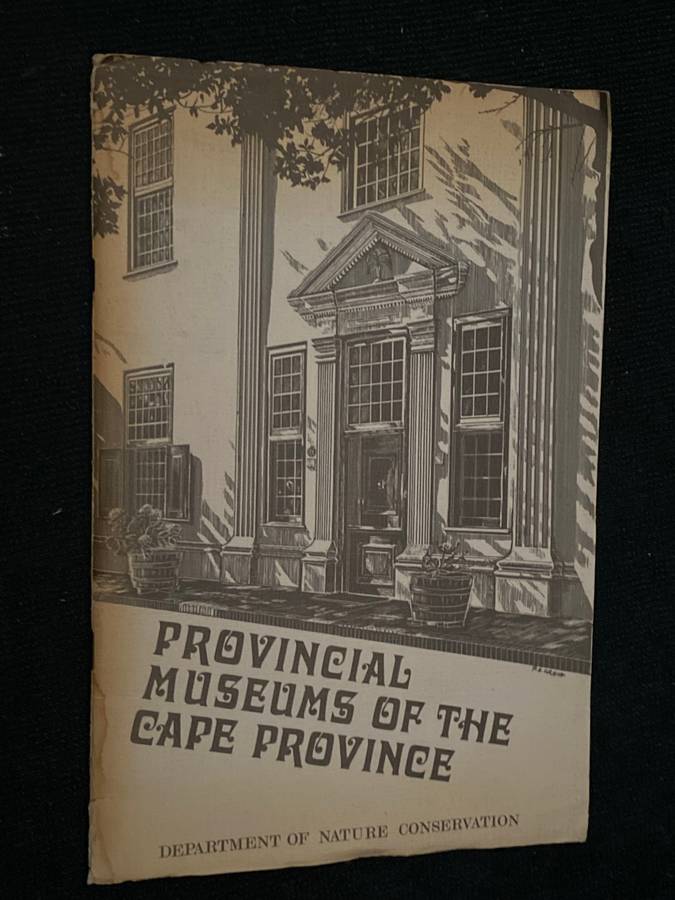 PROVINCIAL
MUSEUMS OF THE
CAPE PROVINCE
DEPARTMENT OF NATURE CONSERVATION